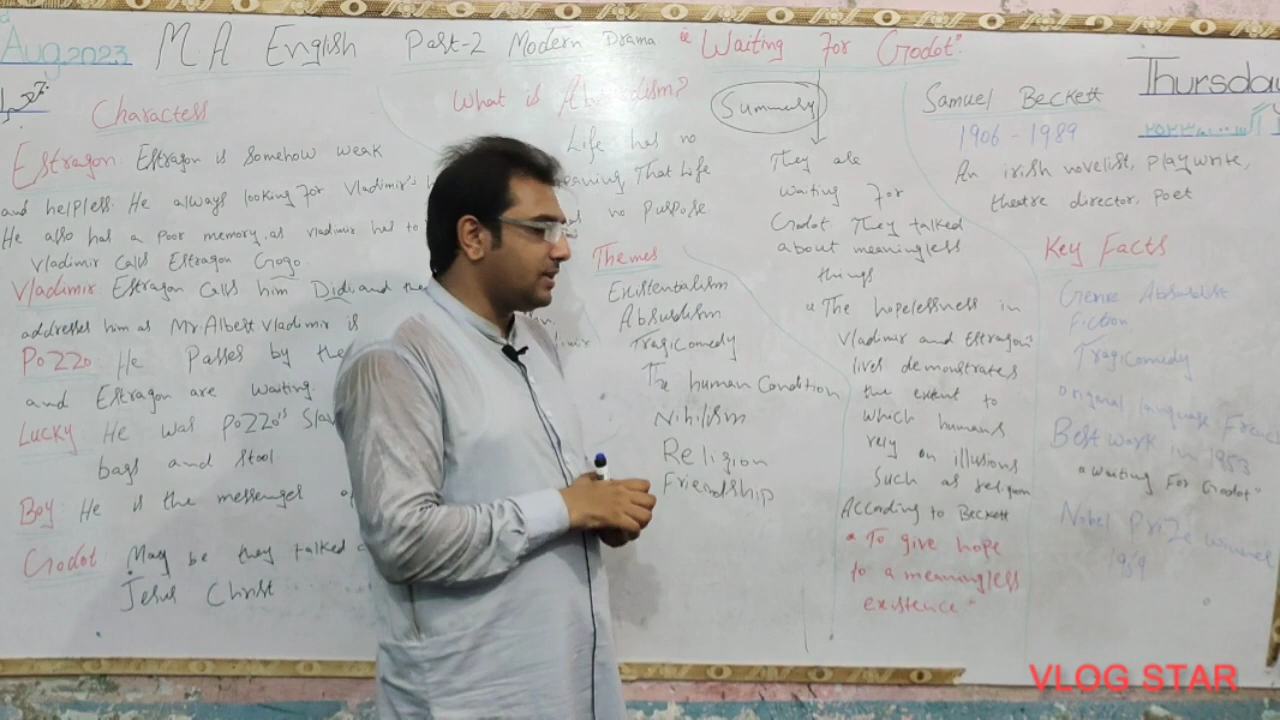 Aug 2023
M.A English Part-2 Modern Drama "Waiting For Godot"
Thursday
Characters
Estragon: Estragon is somehow weak
and helpless. He always looking for Vladimir's
He also has a poor memory, as vladimir has to
Vladimir calls Estragon Gogo.
Vladimir: Estragon calls him Didi, and the
addresses him as Mr. Albert Vladimir is
Pozzo: He Passes by the
and Estragon are waiting.
Lucky He was Pozzo's Slav
bags and stool
Boy: He is the messenger of
Godot May be they talked
Jesus Christ
What is Absurdism?
Life has no
meaning That Life
has no purpose
Themes
Existentialism
Absurdism
Tragicomedy
The human Condition
Nihilism
Religion
Friendship
Summary
They are
waiting for
Godot. They talked
about meaningless
things
"The hopelessness in
Vladimir and Estragon's
lives demonstrates
the extent to
which humans
rely on illusions
Such as religion
According to Beckett
"To give hope
to a meaningless
existence"
Samuel Beckett
1906 - 1989
An irish novelist, playwrite,
theatre director, poet
Key Facts
Genre Absurdist
Fiction
Tragicomedy
original language French
Best work in 1953
"Waiting For Godot"
Nobel Prize winner
1969
VLOG STAR